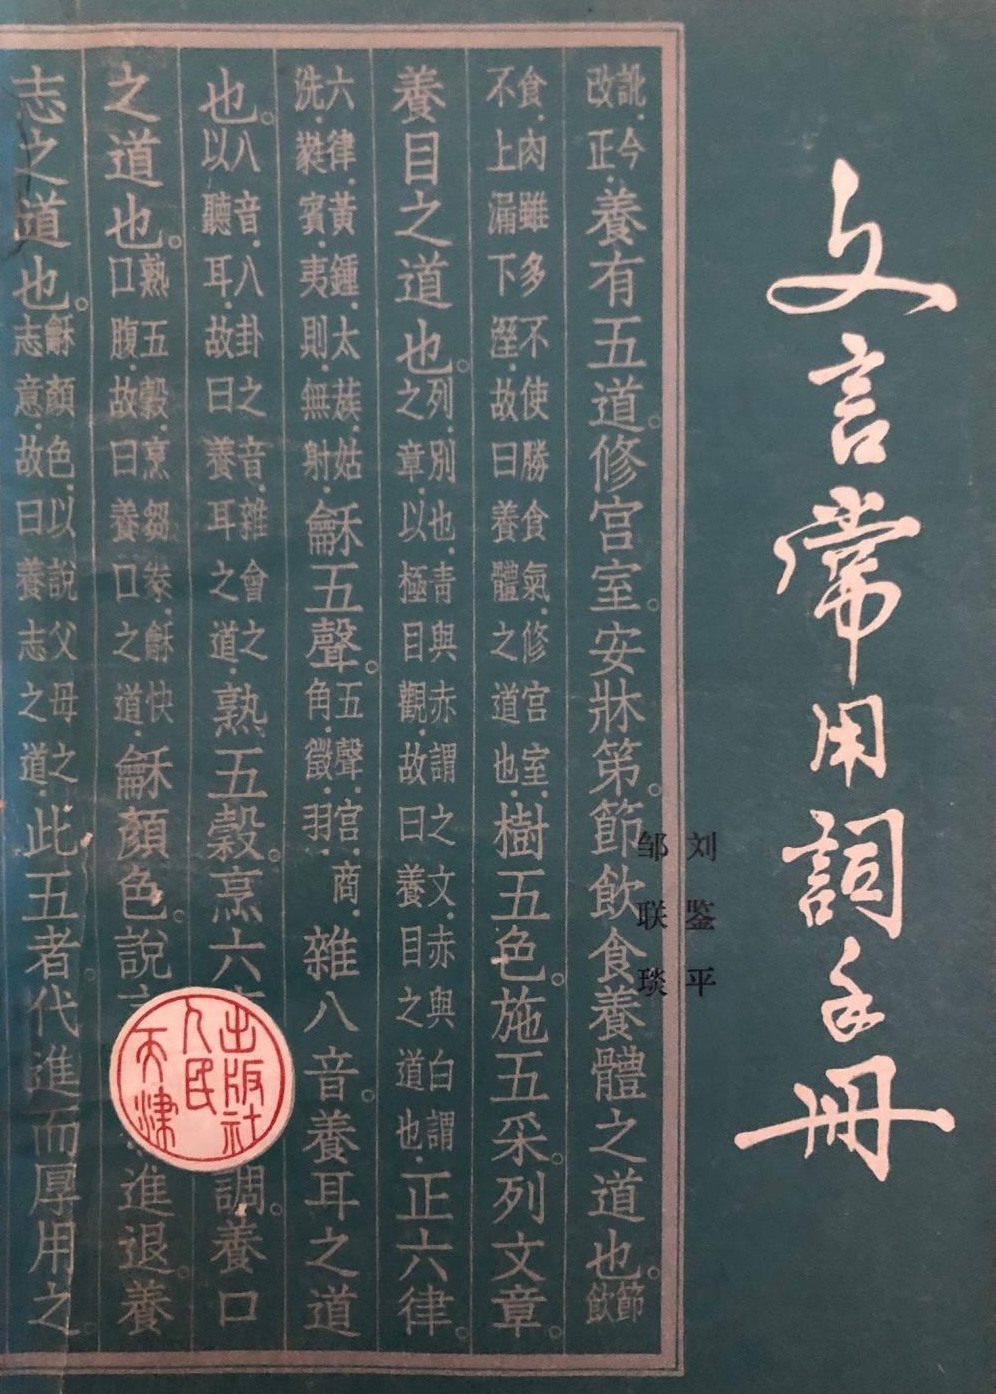 文言常用詞手冊
刘鉴平
邹联琰
訛.今
改正.
養有五道。修宮室。安牀笫。節飲食養體之道也。
節
飲
食.肉雖多不使勝食氣.修宮室.
不上漏下溼.故曰養體之道也.
樹五色。施五采。列文章。
養目之道也。
列.別也.青與赤謂之文.赤與白謂
之章.以極目觀.故曰養目之道也.
正六律。
六律.黃鍾太蔟.姑
洗.蕤賓.夷則無射.
龢五聲。
五聲.宮.商.
角徵.羽.
雜八音。養耳之道
也。
八音.八卦之音.雜會之
以聽耳.故曰養耳之道.
熟五穀。烹六
調。養口
之道也。
熟五穀.烹芻豢.龢快
口腹.故曰養口之道.
龢顏色。說
進退。養
志之道也。
龢顏色.以說父母之
志意.故曰養志之道.
此五者。代進而厚用之。
天津
人民
出版社